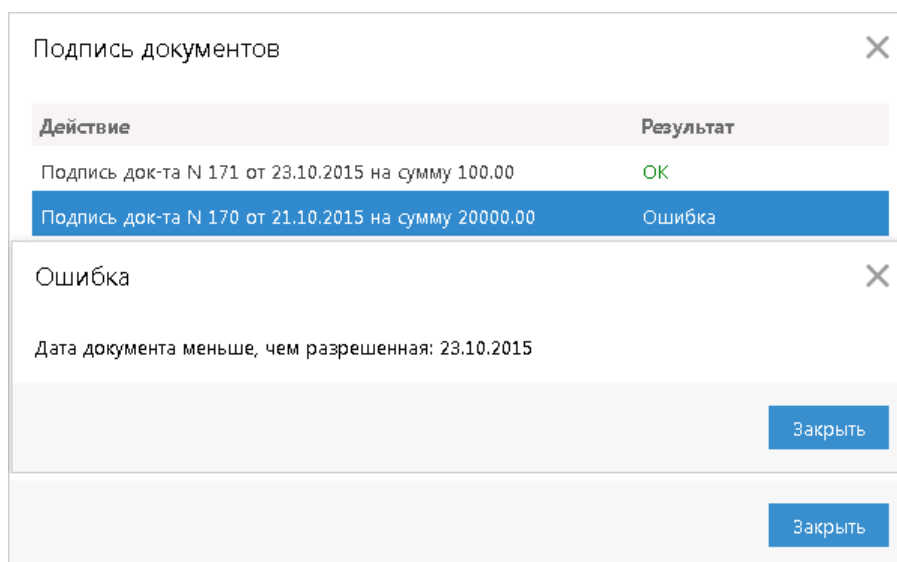 Подпись документов
Действие Результат
Подпись док-та N 171 от 23.10.2015 на сумму 100.00 ОК
Подпись док-та N 170 от 21.10.2015 на сумму 20000.00 Ошибка
Ошибка
Дата документа меньше, чем разрешенная: 23.10.2015
Закрыть
Закрыть